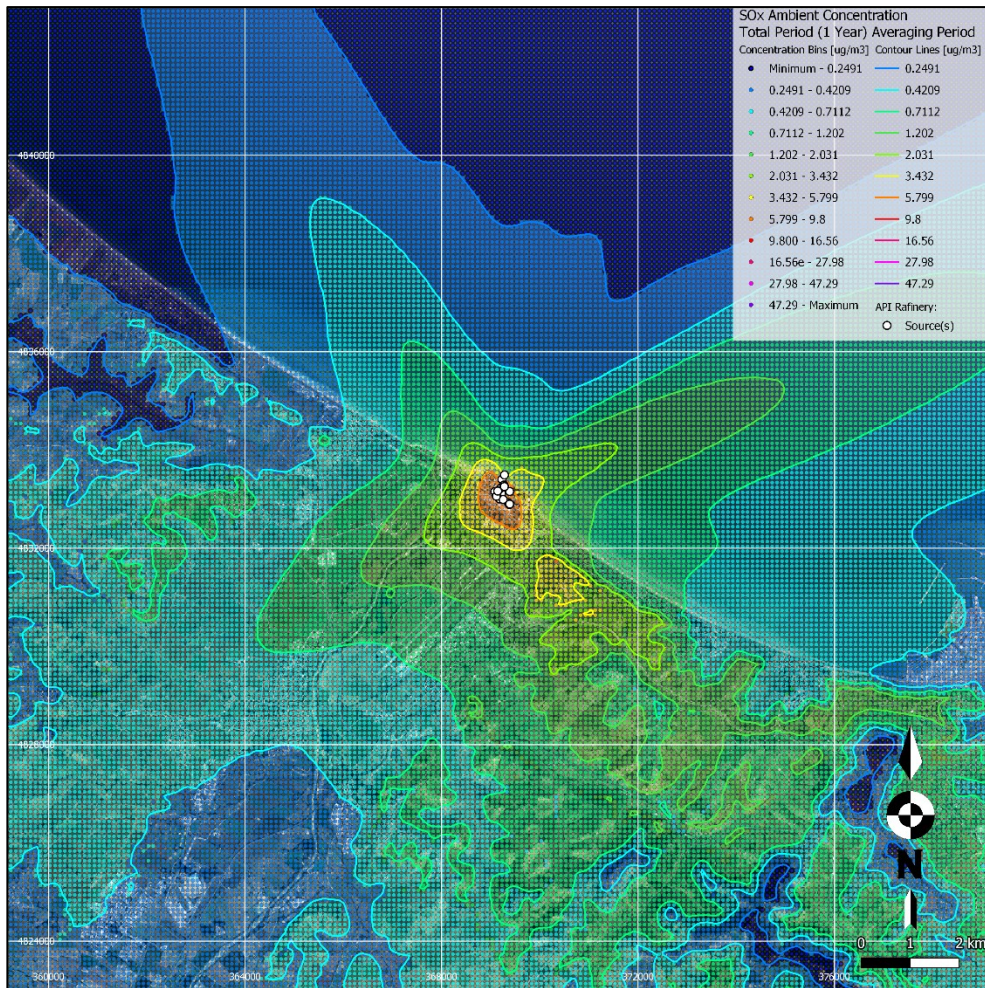 SOx Ambient Concentration
Total Period (1 Year) Averaging Period
Concentration Bins [ug/m3] Contour Lines [ug/m3]
Minimum - 0.2491 0.2491
0.2491 - 0.4209 0.4209
0.4209 - 0.7112 0.7112
0.7112 - 1.202 1.202
1.202 - 2.031 2.031
2.031 - 3.432 3.432
3.432 - 5.799 5.799
5.799 - 9.8 9.8
9.800 - 16.56 16.56
16.56e - 27.98 27.98
27.98 - 47.29 47.29
47.29 - Maximum API Refinery:
Source(s)
4840000
4836000
4832000
4828000
N
4824000
0 1 2 km
360000 364000 368000 372000 376000